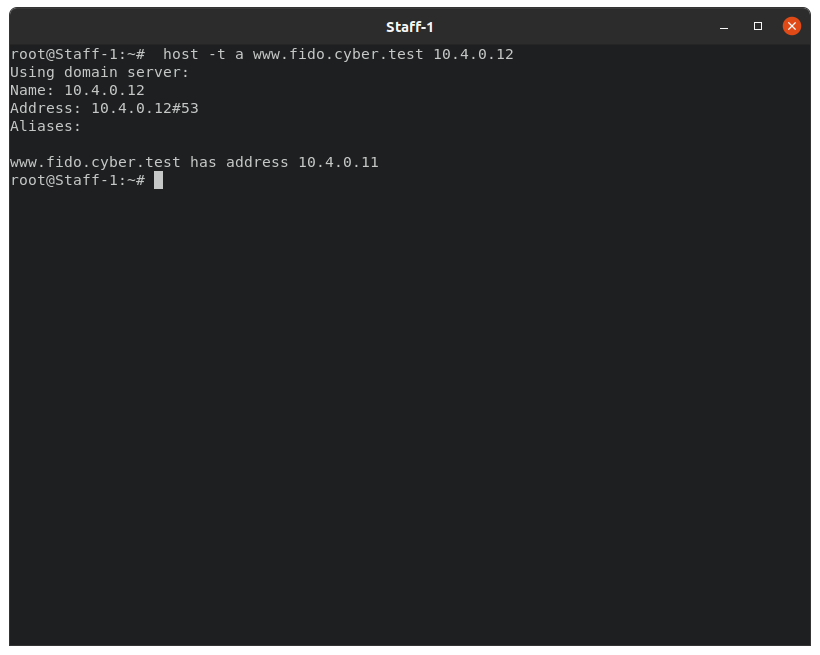 Staff-1
root@Staff-1:~#  host -t a www.fido.cyber.test 10.4.0.12
Using domain server:
Name: 10.4.0.12
Address: 10.4.0.12#53
Aliases:

www.fido.cyber.test has address 10.4.0.11
root@Staff-1:~#